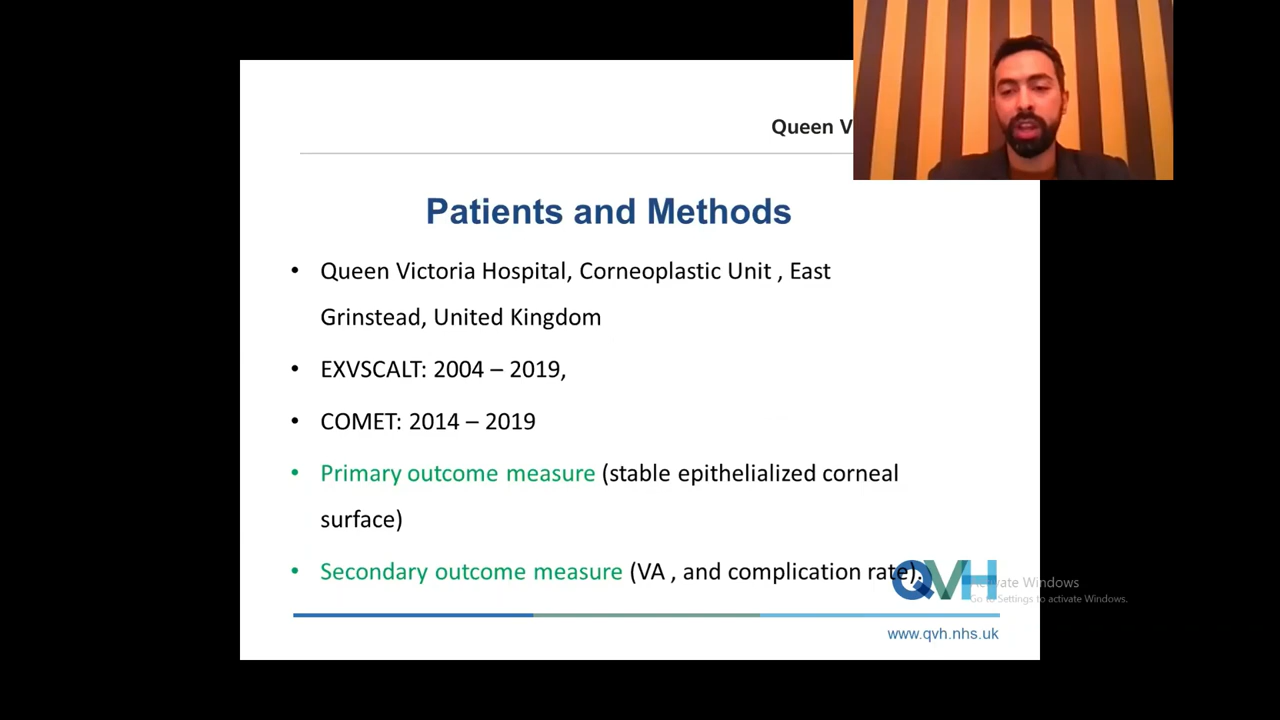 Queen V
Patients and Methods
• Queen Victoria Hospital, Corneoplastic Unit , East
Grinstead, United Kingdom
• EXVSCALT: 2004 – 2019,
• COMET: 2014 – 2019
• Primary outcome measure (stable epithelialized corneal
surface)
• Secondary outcome measure (VA , and complication rate)
QVH
Activate Windows
Go to Settings to activate Windows.
www.qvh.nhs.uk